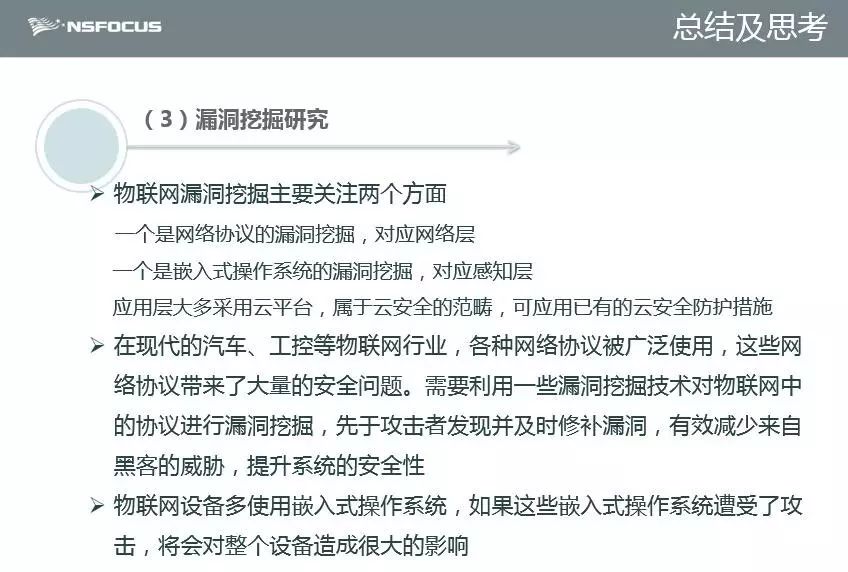 NSFOCUS
总结及思考
（3）漏洞挖掘研究
物联网漏洞挖掘主要关注两个方面
一个是网络协议的漏洞挖掘，对应网络层
一个是嵌入式操作系统的漏洞挖掘，对应感知层
应用层大多采用云平台，属于云安全的范畴，可应用已有的云安全防护措施
在现代的汽车、工控等物联网行业，各种网络协议被广泛使用，这些网
络协议带来了大量的安全问题。需要利用一些漏洞挖掘技术对物联网中
的协议进行漏洞挖掘，先于攻击者发现并及时修补漏洞，有效减少来自
黑客的威胁，提升系统的安全性
物联网设备多使用嵌入式操作系统，如果这些嵌入式操作系统遭受了攻
击，将会对整个设备造成很大的影响